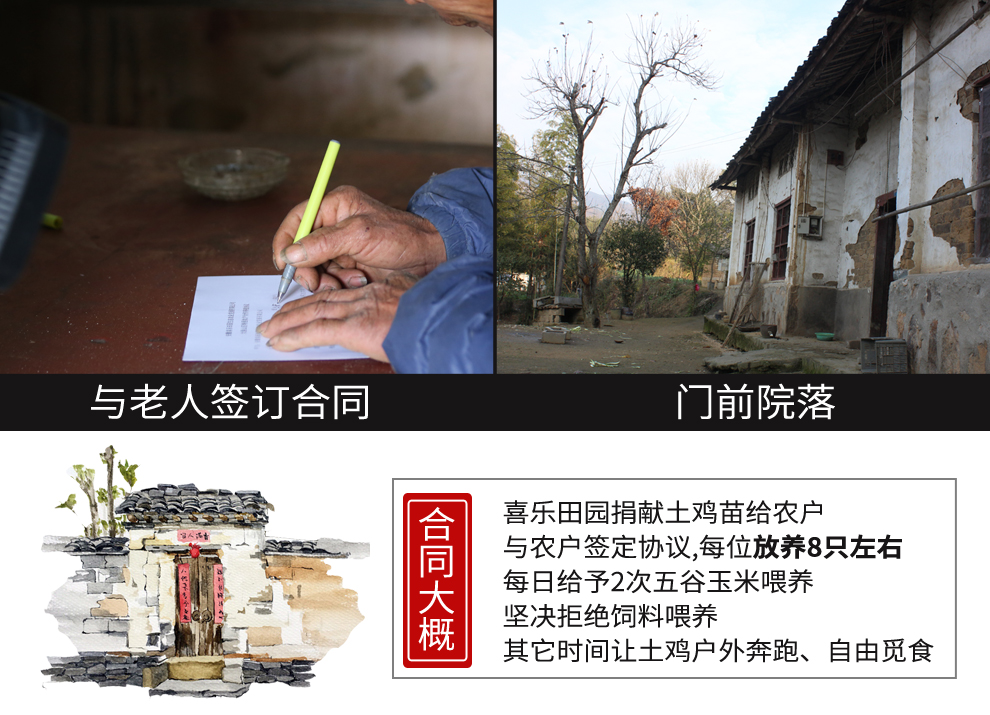 与老人签订合同
门前院落
合同大概
喜乐田园捐献土鸡苗给农户
与农户签定协议,每位放养8只左右
每日给予2次五谷玉米喂养
坚决拒绝饲料喂养
其它时间让土鸡户外奔跑、自由觅食